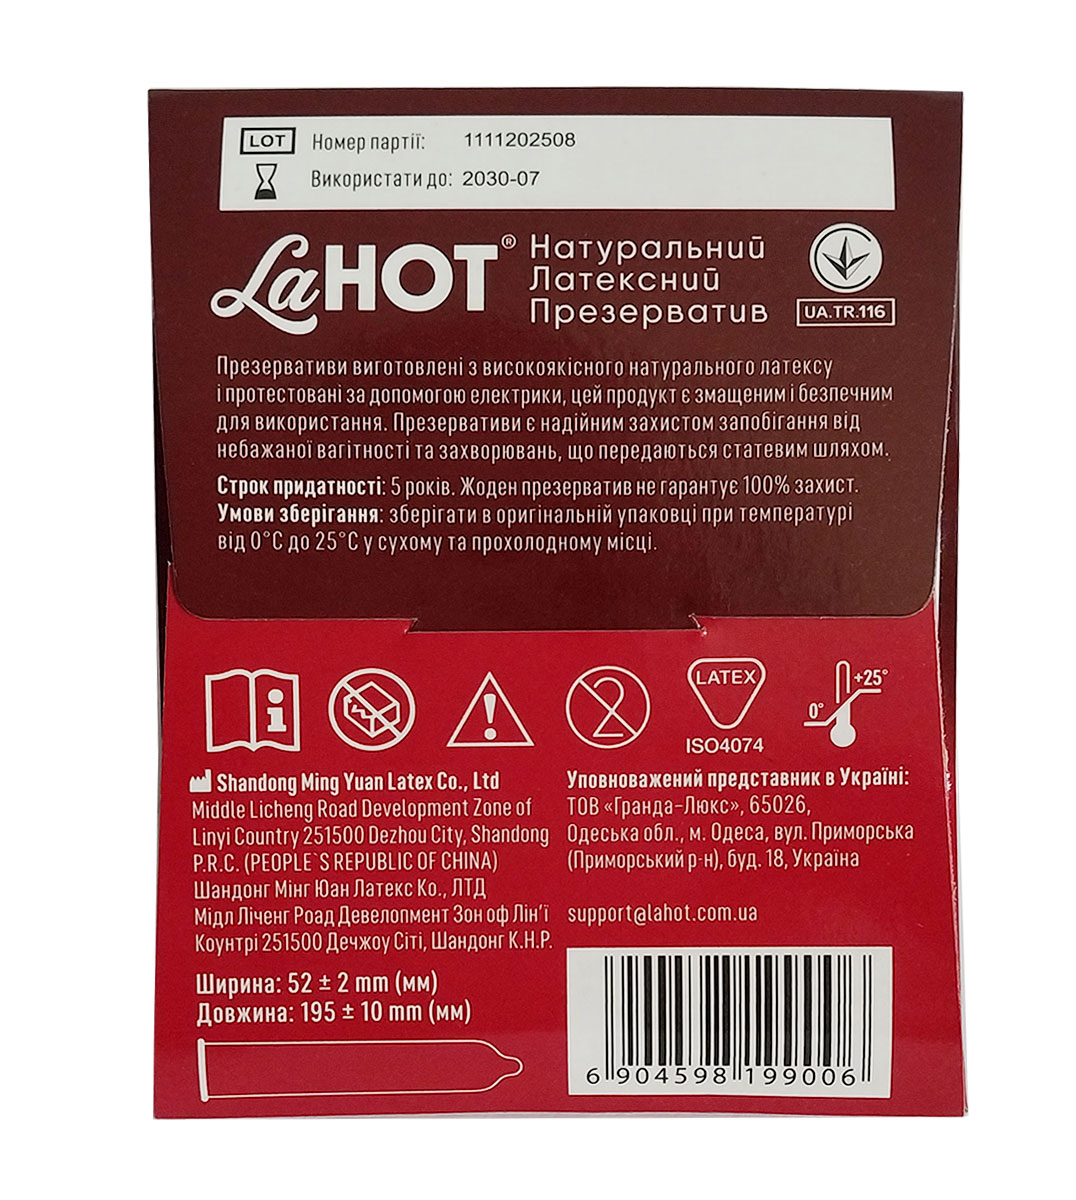 LOT Номер партії: 1111202508
Використати до: 2030-07
LaHOT®
Натуральний
Латексний
Презерватив
UA.TR.116
Презервативи виготовлені з високоякісного натурального латексу
і протестовані за допомогою електрики, цей продукт є змащеним і безпечним
для використання. Презервативи є надійним захистом запобігання від
небажаної вагітності та захворювань, що передаються статевим шляхом.
Строк придатності: 5 років. Жоден презерватив не гарантує 100% захист.
Умови зберігання: зберігати в оригінальній упаковці при температурі
від 0°С до 25°С у сухому та прохолодному місці.
2
LATEX
ISO4074
0°
+25°
Shandong Ming Yuan Latex Co., Ltd
Middle Licheng Road Development Zone of
Linyi Country 251500 Dezhou City, Shandong
P.R.C. (PEOPLE`S REPUBLIC OF CHINA)
Шандонг Мінг Юан Латекс Ко., ЛТД
Мідл Ліченг Роад Девелопмент Зон оф Лін'ї
Коунтрі 251500 Дечжоу Сіті, Шандонг К.Н.Р.
Ширина: 52 ± 2 mm (мм)
Довжина: 195 ± 10 mm (мм)
Уповноважений представник в Україні:
ТОВ «Гранда-Люкс», 65026,
Одеська обл., м. Одеса, вул. Приморська
(Приморський р-н), буд. 18, Україна
support@lahot.com.ua
6 904598 199006